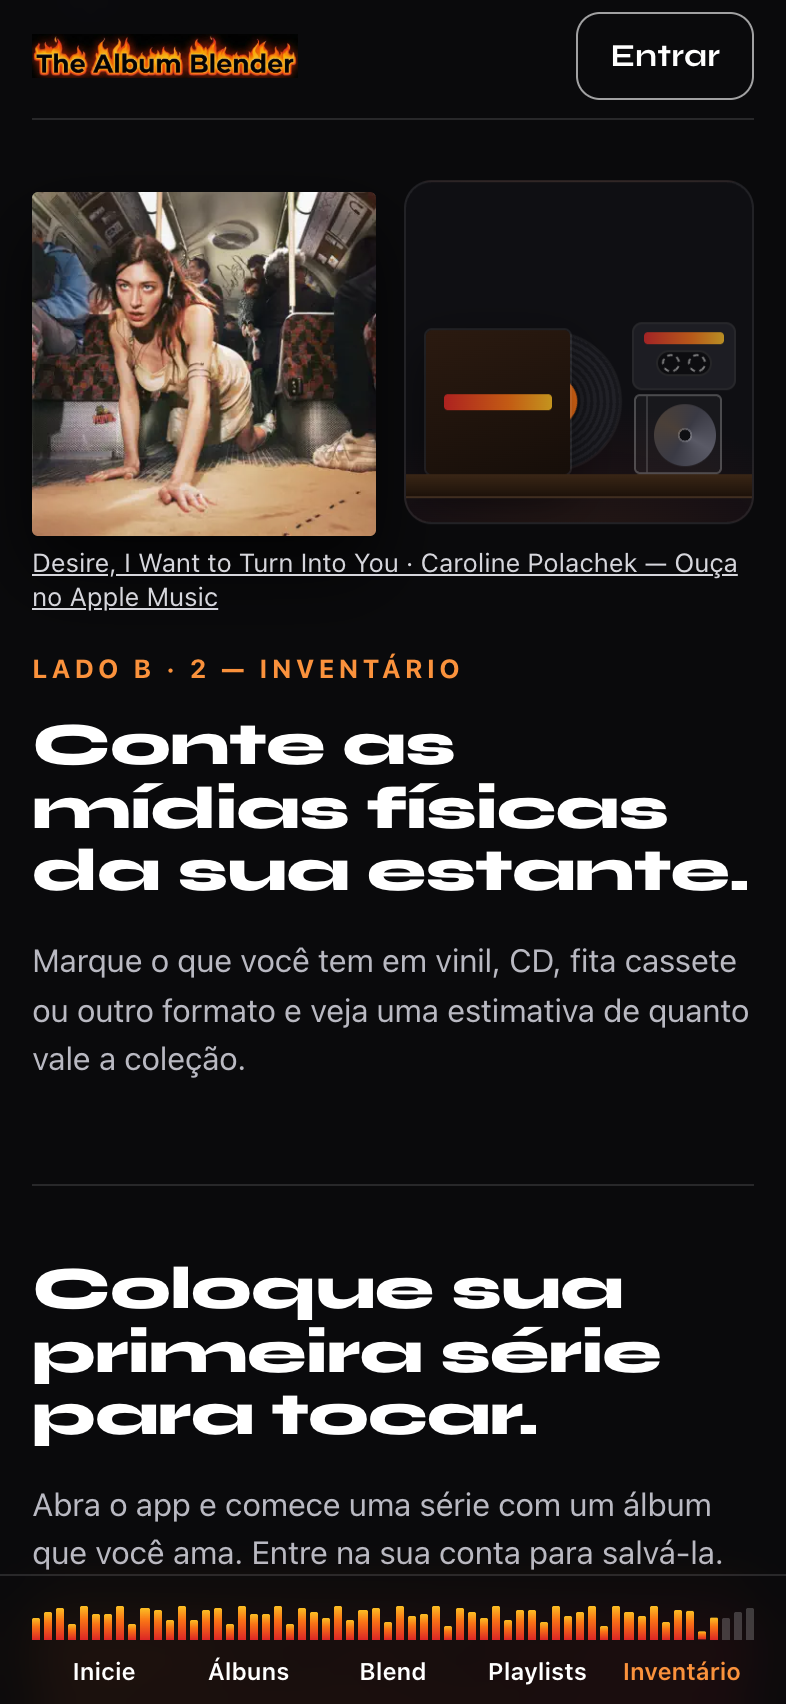 The Album Blender
Entrar
Desire, I Want to Turn Into You · Caroline Polachek — Ouça
no Apple Music
LADO B · 2 — INVENTÁRIO
Conte as
mídias físicas
da sua estante.
Marque o que você tem em vinil, CD, fita cassete
ou outro formato e veja uma estimativa de quanto
vale a coleção.
Coloque sua
primeira série
para tocar.
Abra o app e comece uma série com um álbum
que você ama. Entre na sua conta para salvá-la.
Inicie
Álbuns
Blend
Playlists
Inventário